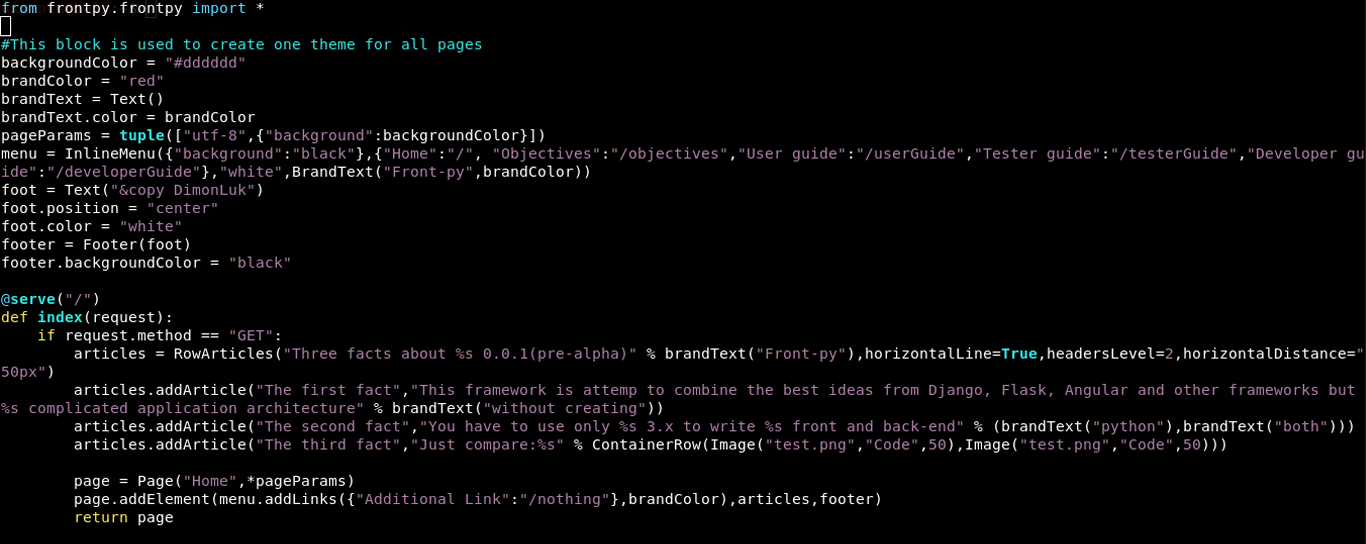 from frontpy.frontpy import *
#This block is used to create one theme for all pages
backgroundColor = "#dddddd"
brandColor = "red"
brandText = Text()
brandText.color = brandColor
pageParams = tuple(["utf-8",{"background":backgroundColor}])
menu = InlineMenu({"background":"black"},{"Home":"/", "Objectives":"/objectives","User guide":"/userGuide","Tester guide":"/testerGuide","Developer gu
ide":"/developerGuide"},"white",BrandText("Front-py",brandColor))
foot = Text("&copy DimonLuk")
foot.position = "center"
foot.color = "white"
footer = Footer(foot)
footer.backgroundColor = "black"
@serve("/")
def index(request):
    if request.method == "GET":
        articles = RowArticles("Three facts about %s 0.0.1(pre-alpha)" % brandText("Front-py"),horizontalLine=True,headersLevel=2,horizontalDistance="
50px")
        articles.addArticle("The first fact","This framework is attemp to combine the best ideas from Django, Flask, Angular and other frameworks but
%s complicated application architecture" % brandText("without creating"))
        articles.addArticle("The second fact","You have to use only %s 3.x to write %s front and back-end" % (brandText("python"),brandText("both")))
        articles.addArticle("The third fact","Just compare:%s" % ContainerRow(Image("test.png","Code",50),Image("test.png","Code",50)))
        page = Page("Home",*pageParams)
        page.addElement(menu.addLinks({"Additional Link":"/nothing"},brandColor),articles,footer)
        return page